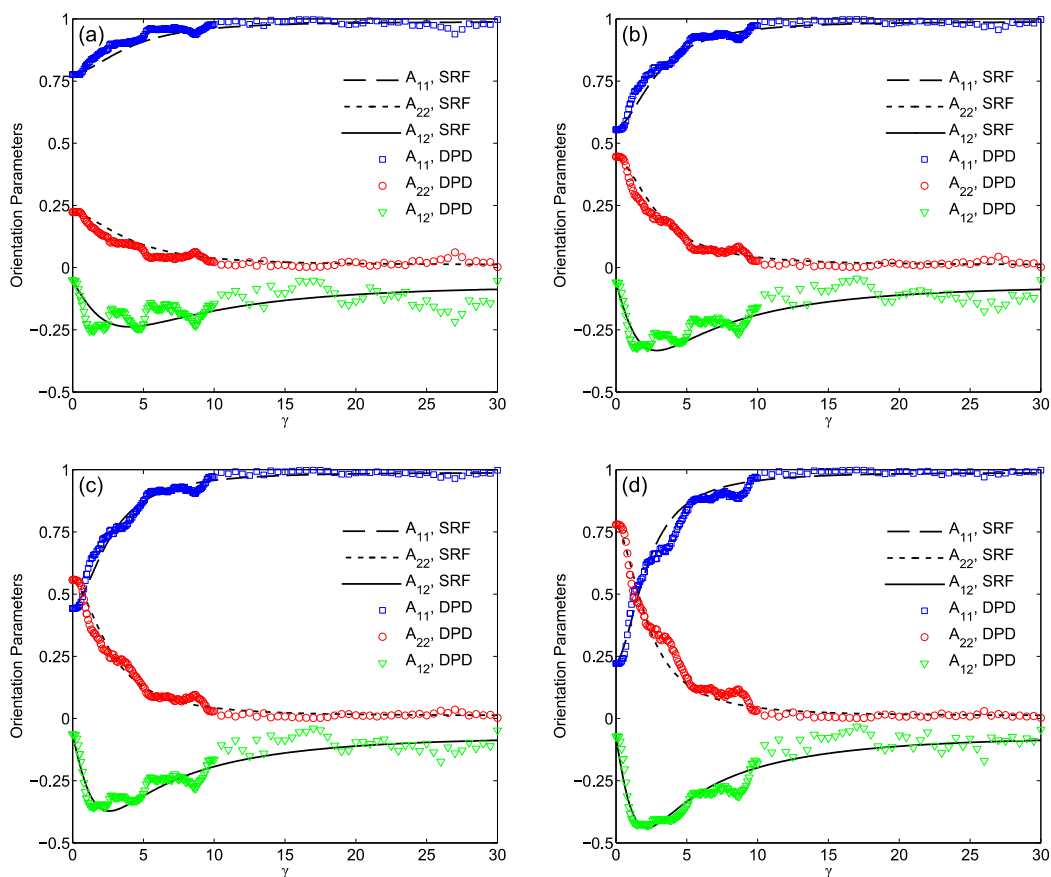 (a)
1
0.75
0.5
0.25
0
−0.25
−0.5
Orientation Parameters
0 5 10 15 20 25 30
γ
A11, SRF
A22, SRF
A12, SRF
A11, DPD
A22, DPD
A12, DPD
(b)
1
0.75
0.5
0.25
0
−0.25
−0.5
Orientation Parameters
0 5 10 15 20 25 30
γ
A11, SRF
A22, SRF
A12, SRF
A11, DPD
A22, DPD
A12, DPD
(c)
1
0.75
0.5
0.25
0
−0.25
−0.5
Orientation Parameters
0 5 10 15 20 25 30
γ
A11, SRF
A22, SRF
A12, SRF
A11, DPD
A22, DPD
A12, DPD
(d)
1
0.75
0.5
0.25
0
−0.25
−0.5
Orientation Parameters
0 5 10 15 20 25 30
γ
A11, SRF
A22, SRF
A12, SRF
A11, DPD
A22, DPD
A12, DPD